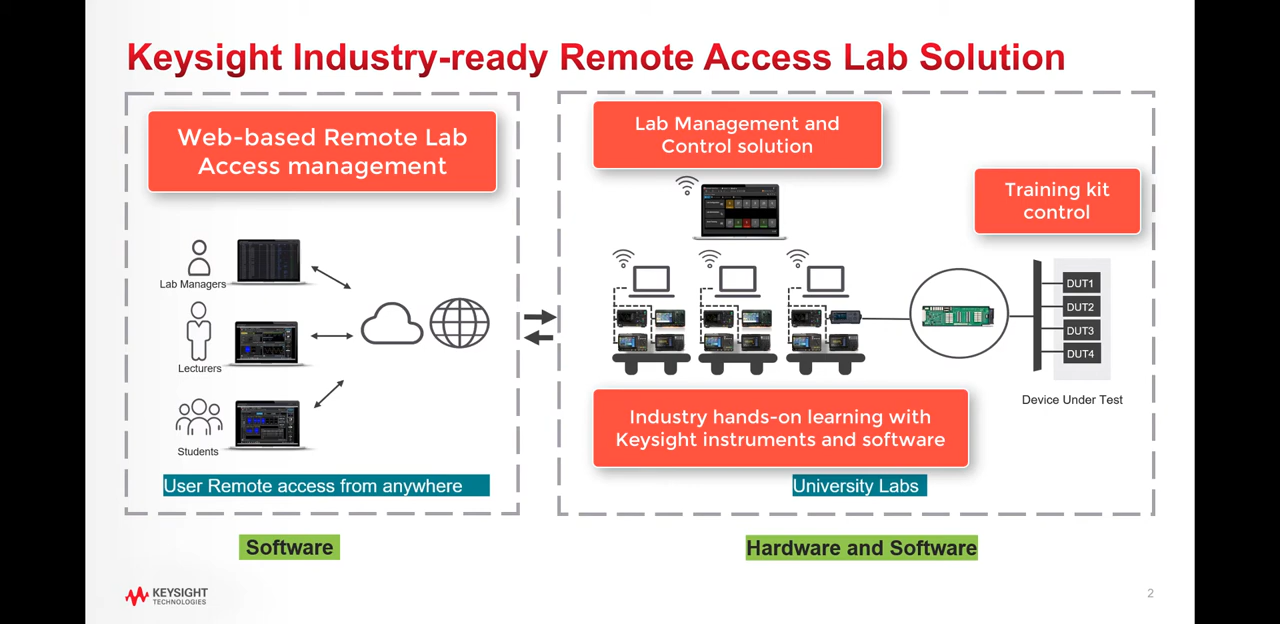 Keysight Industry-ready Remote Access Lab Solution
Web-based Remote Lab
Access management
Lab Managers
Lecturers
Students
User Remote access from anywhere
Software
Lab Management and
Control solution
Training kit
control
DUT1
DUT2
DUT3
DUT4
Device Under Test
Industry hands-on learning with
Keysight instruments and software
University Labs
Hardware and Software
KEYSIGHT
TECHNOLOGIES
2